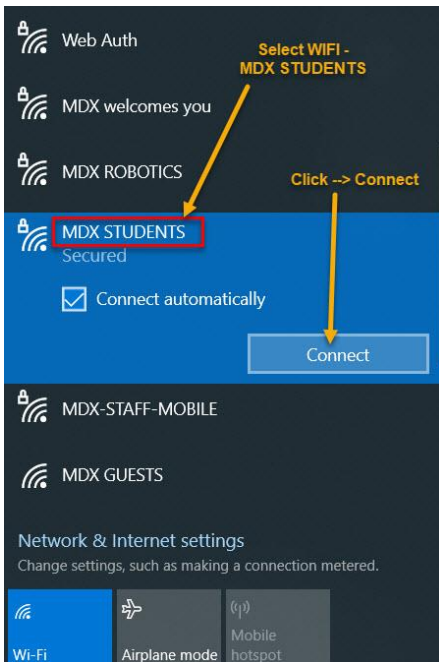 Web Auth
Select WIFI -
MDX STUDENTS
MDX welcomes you
MDX ROBOTICS
Click --> Connect
MDX STUDENTS
Secured
Connect automatically
Connect
MDX-STAFF-MOBILE
MDX GUESTS
Network & Internet settings
Change settings, such as making a connection metered.
Wi-Fi
Airplane mode
Mobile
hotspot